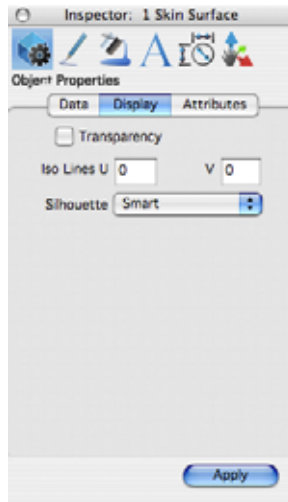 Inspector: 1 Skin Surface
A
Object Properties
Data Display Attributes
Transparency
Iso Lines U 0 V 0
Silhouette Smart
Apply